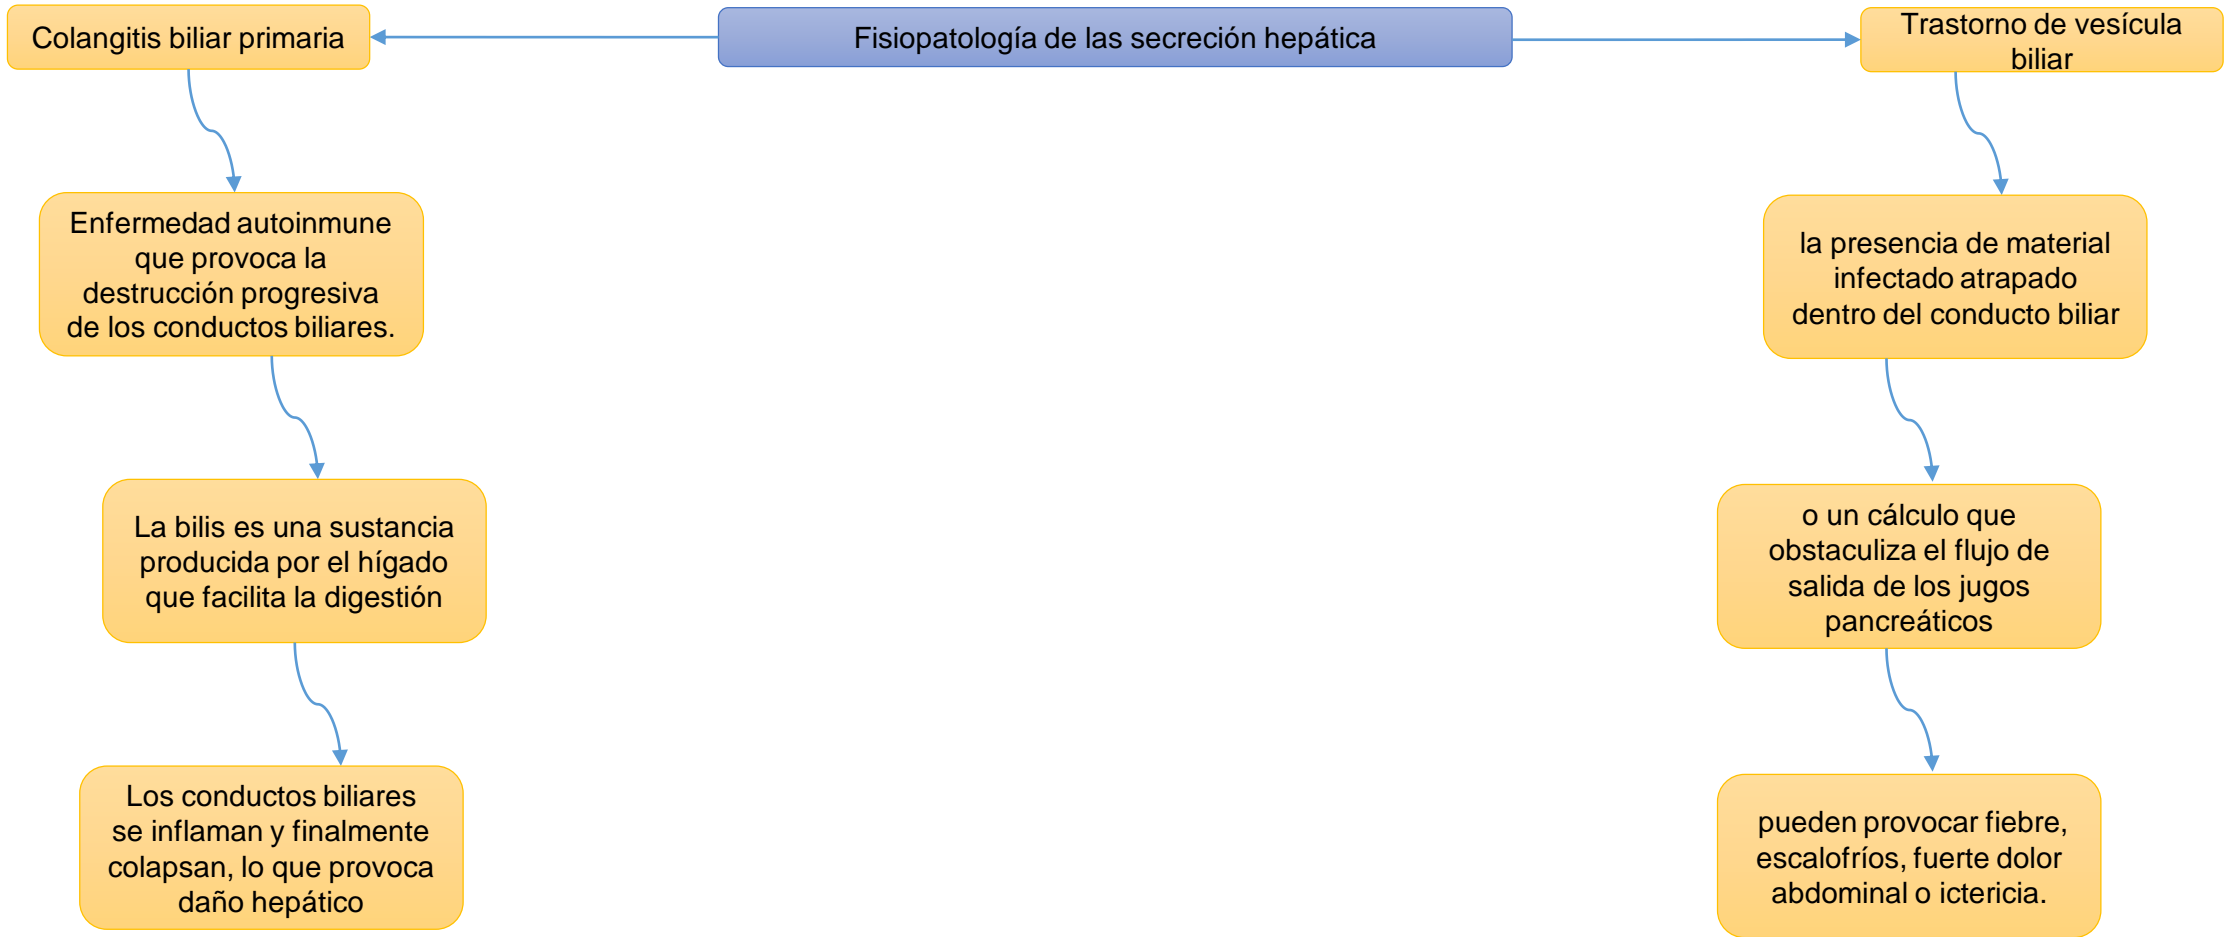 Colangitis biliar primaria
Fisiopatología de las secreción hepática
Trastorno de vesícula
biliar
Enfermedad autoinmune
que provoca la
destrucción progresiva
de los conductos biliares.
la presencia de material
infectado atrapado
dentro del conducto biliar
La bilis es una sustancia
producida por el hígado
que facilita la digestión
o un cálculo que
obstaculiza el flujo de
salida de los jugos
pancreáticos
Los conductos biliares
se inflaman y finalmente
colapsan, lo que provoca
daño hepático
pueden provocar fiebre,
escalofríos, fuerte dolor
abdominal o ictericia.